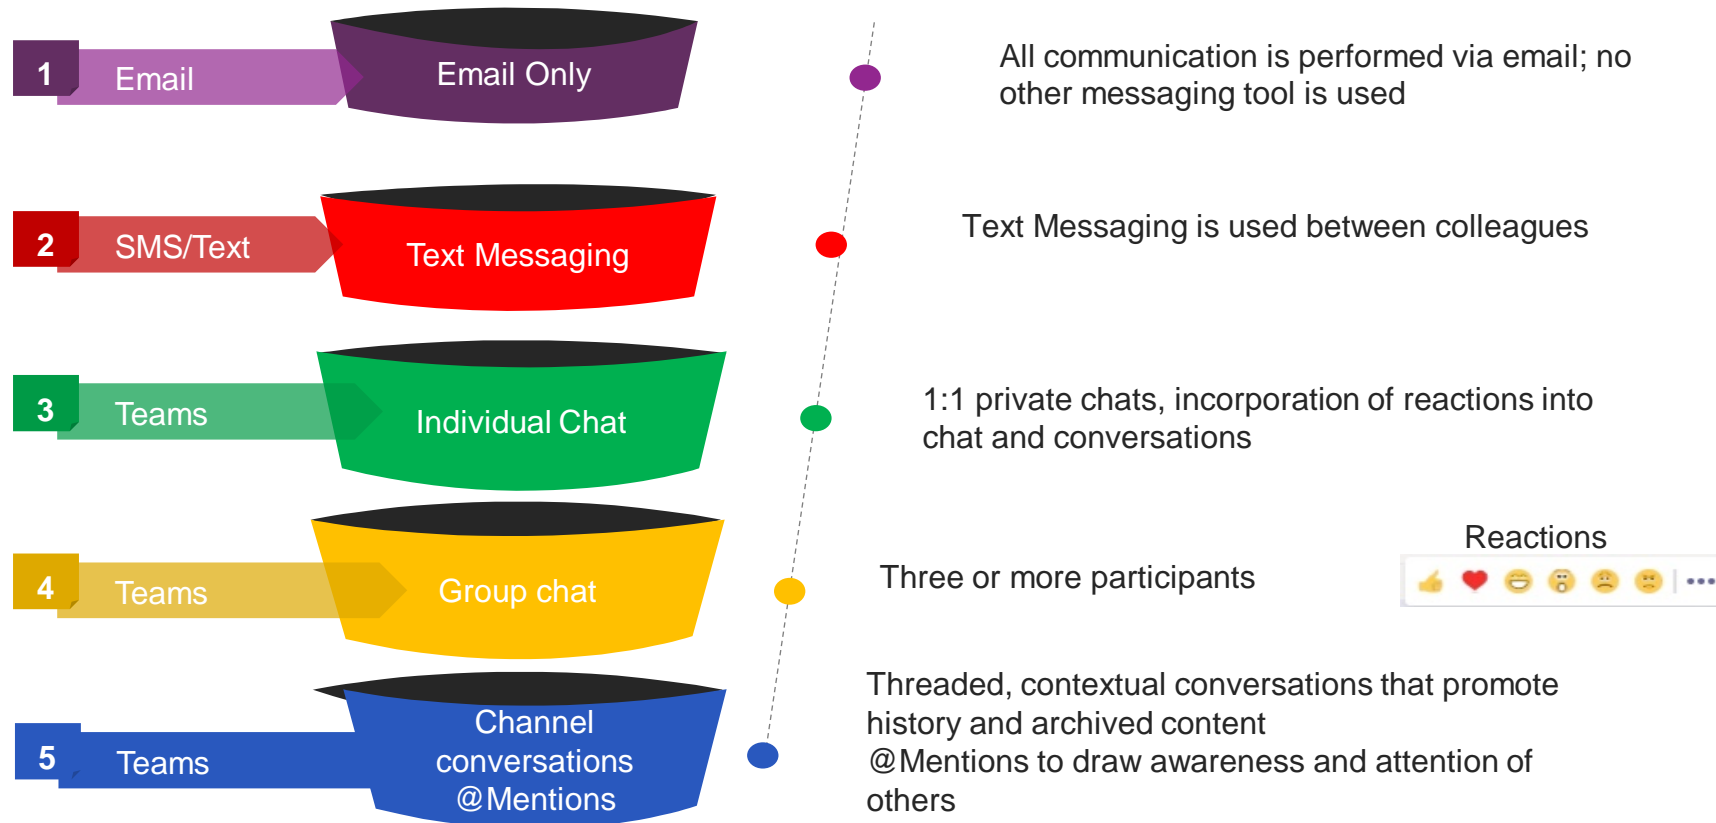 1
Email
Email Only
All communication is performed via email; no
other messaging tool is used
2
SMS/Text
Text Messaging
Text Messaging is used between colleagues
3
Teams
Individual Chat
1:1 private chats, incorporation of reactions into
chat and conversations
4
Teams
Group chat
Three or more participants
Reactions
5
Teams
Channel
conversations
@Mentions
Threaded, contextual conversations that promote
history and archived content
@Mentions to draw awareness and attention of
others